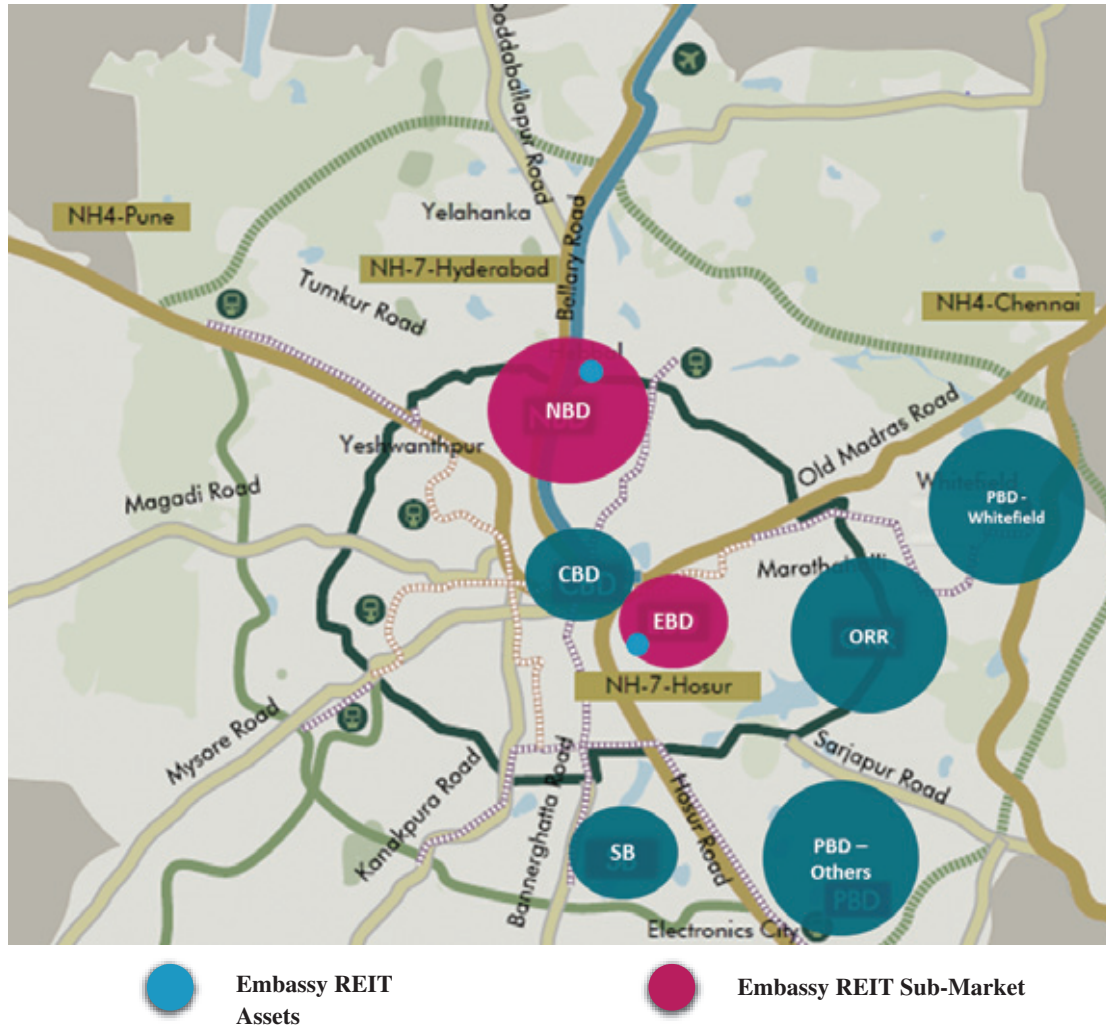 Doddaballapur Road
NH4-Pune
Yelahanka
Bellary Road
NH-7-Hyderabad
Tumkur Road
NH4-Chennai
NBD
Yeshwanthpur
Old Madras Road
Magadi Road
Whitefield
PBD -
Whitefield
CBD
EBD
ORR
NH-7-Hosur
Mysore Road
Sarjapur Road
Kanakpura Road
Bannerghatta Road
Hosur Road
SB
PBD –
Others
PBD
Electronics City
Embassy REIT
Assets
Embassy REIT Sub-Market